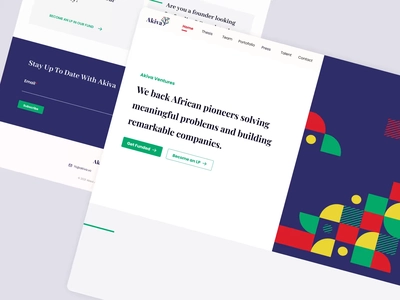 Are you a founder looking
BECOME AN LP IN OUR FUND
Stay Up To Date With Akiva
Email
Subscribe
Akiva
Home
Thesis
Team
Portofolio
Press
Talent
Contact
Akiva Ventures
We back African pioneers solving
meaningful problems and building
remarkable companies.
Get Funded →
Become an LP →